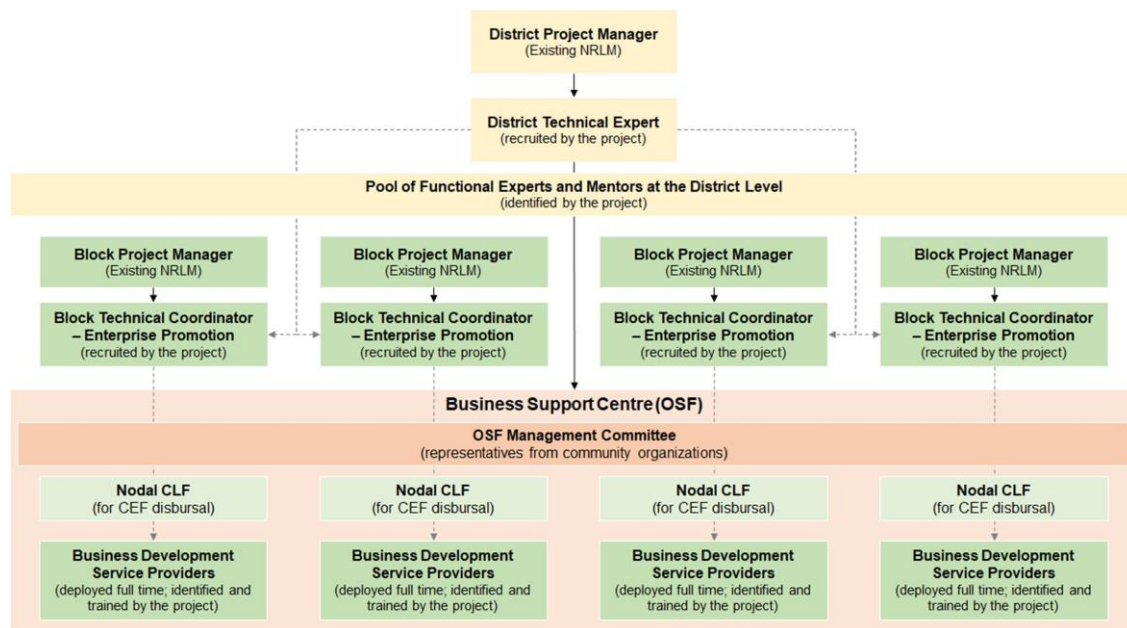 District Project Manager
(Existing NRLM)
District Technical Expert
(recruited by the project)
Pool of Functional Experts and Mentors at the District Level
(identified by the project)
Block Project Manager
(Existing NRLM)
Block Project Manager
(Existing NRLM)
Block Project Manager
(Existing NRLM)
Block Project Manager
(Existing NRLM)
Block Technical Coordinator
– Enterprise Promotion
(recruited by the project)
Block Technical Coordinator
– Enterprise Promotion
(recruited by the project)
Block Technical Coordinator
– Enterprise Promotion
(recruited by the project)
Block Technical Coordinator
– Enterprise Promotion
(recruited by the project)
Business Support Centre (OSF)
OSF Management Committee
(representatives from community organizations)
Nodal CLF
(for CEF disbursal)
Nodal CLF
(for CEF disbursal)
Nodal CLF
(for CEF disbursal)
Nodal CLF
(for CEF disbursal)
Business Development
Service Providers
(deployed full time; identified and
trained by the project)
Business Development
Service Providers
(deployed full time; identified and
trained by the project)
Business Development
Service Providers
(deployed full time; identified and
trained by the project)
Business Development
Service Providers
(deployed full time; identified and
trained by the project)